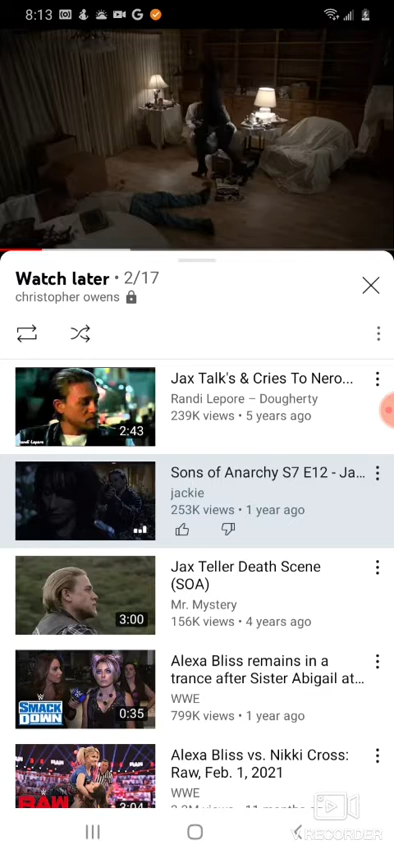 8:13
Watch later • 2/17
christopher owens
Jax Talk's & Cries To Nero...
Randi Lepore – Dougherty
239K views • 5 years ago
Randi Lepore
2:43
Sons of Anarchy S7 E12 - Ja...
jackie
253K views • 1 year ago
Jax Teller Death Scene
(SOA)
Mr. Mystery
156K views • 4 years ago
3:00
Alexa Bliss remains in a
trance after Sister Abigail at...
WWE
799K views • 1 year ago
SMACK
DOWN
0:35
Alexa Bliss vs. Nikki Cross:
Raw, Feb. 1, 2021
WWE
RAW
3:04
V RECORDER